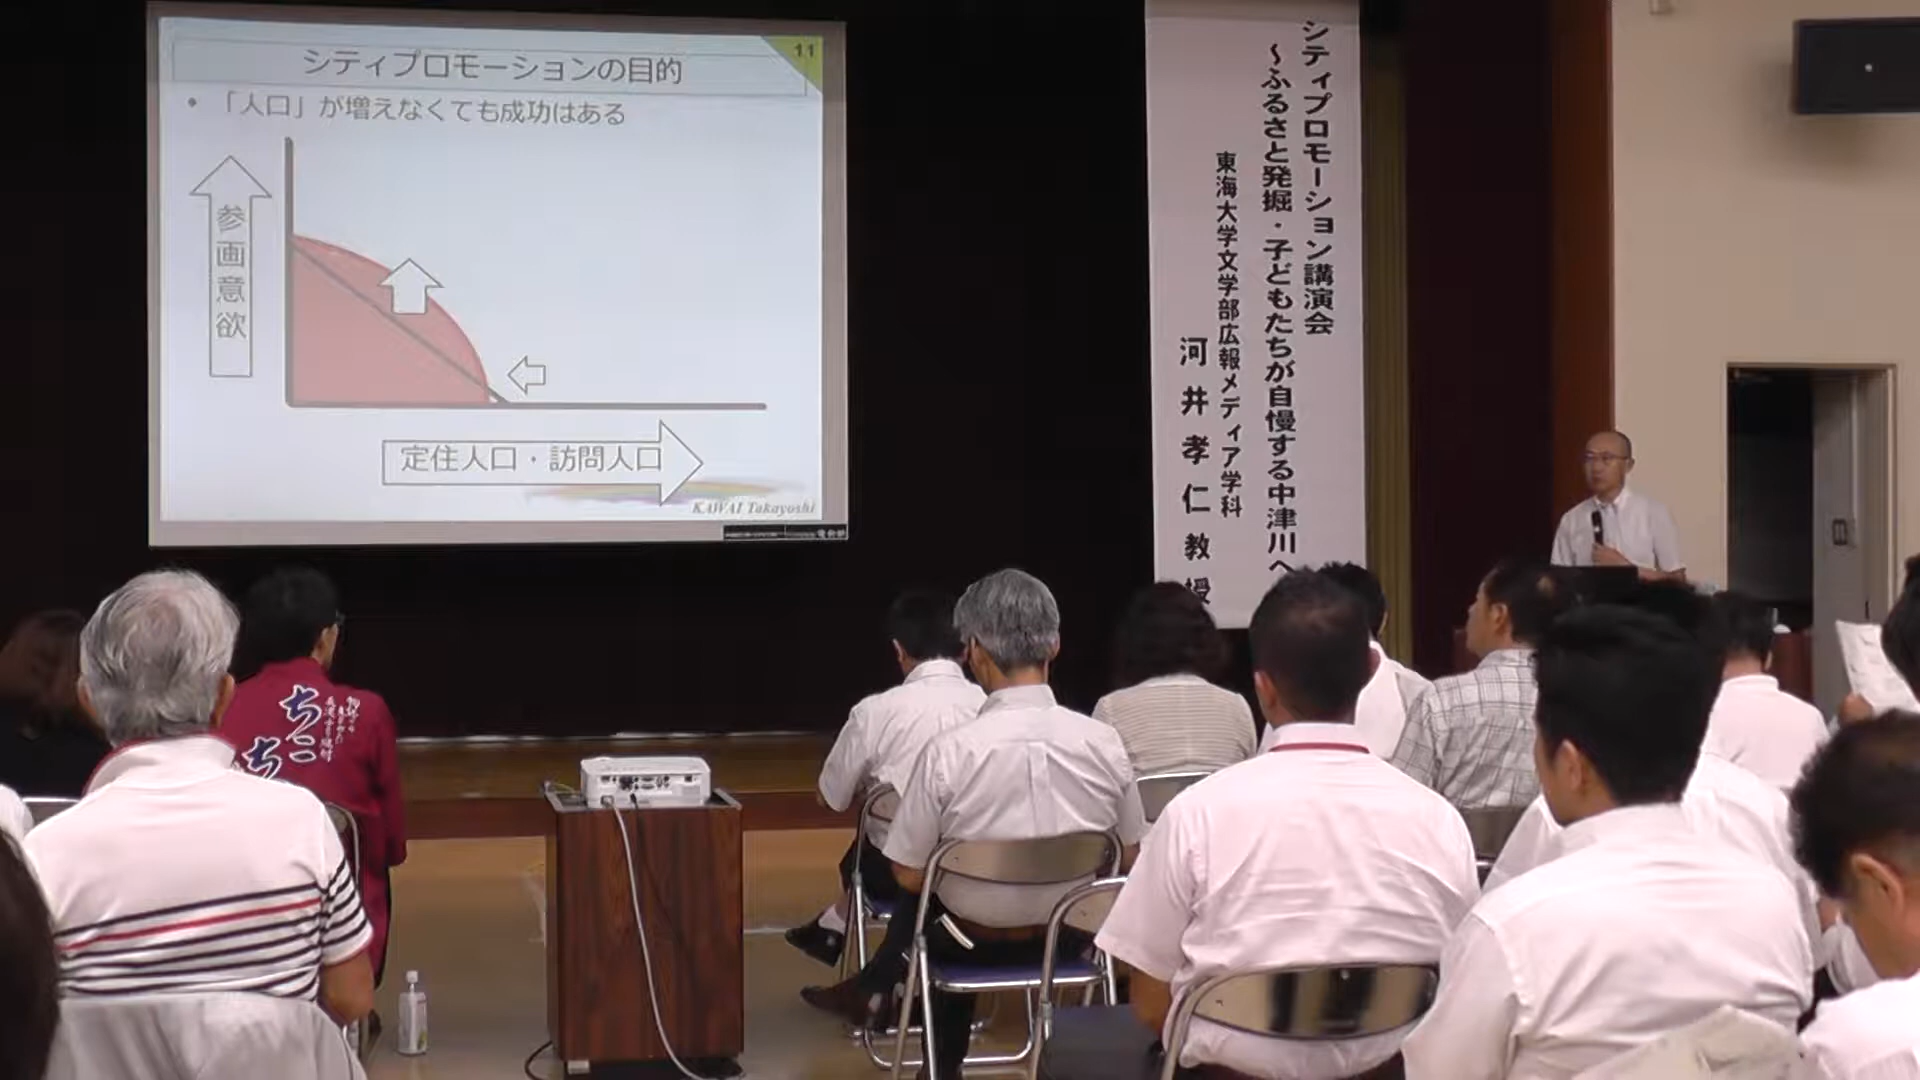 11
シティプロモーションの目的
• 「人口」が増えなくても成功はある
参画意欲
定住人口・訪問人口
KAWAI Takayoshi
シティプロモーション講演会
～ふるさと発掘・子どもたちが自慢する中津川へ
東海大学文学部広報メディア学科
河井孝仁教授
ちこ
ち